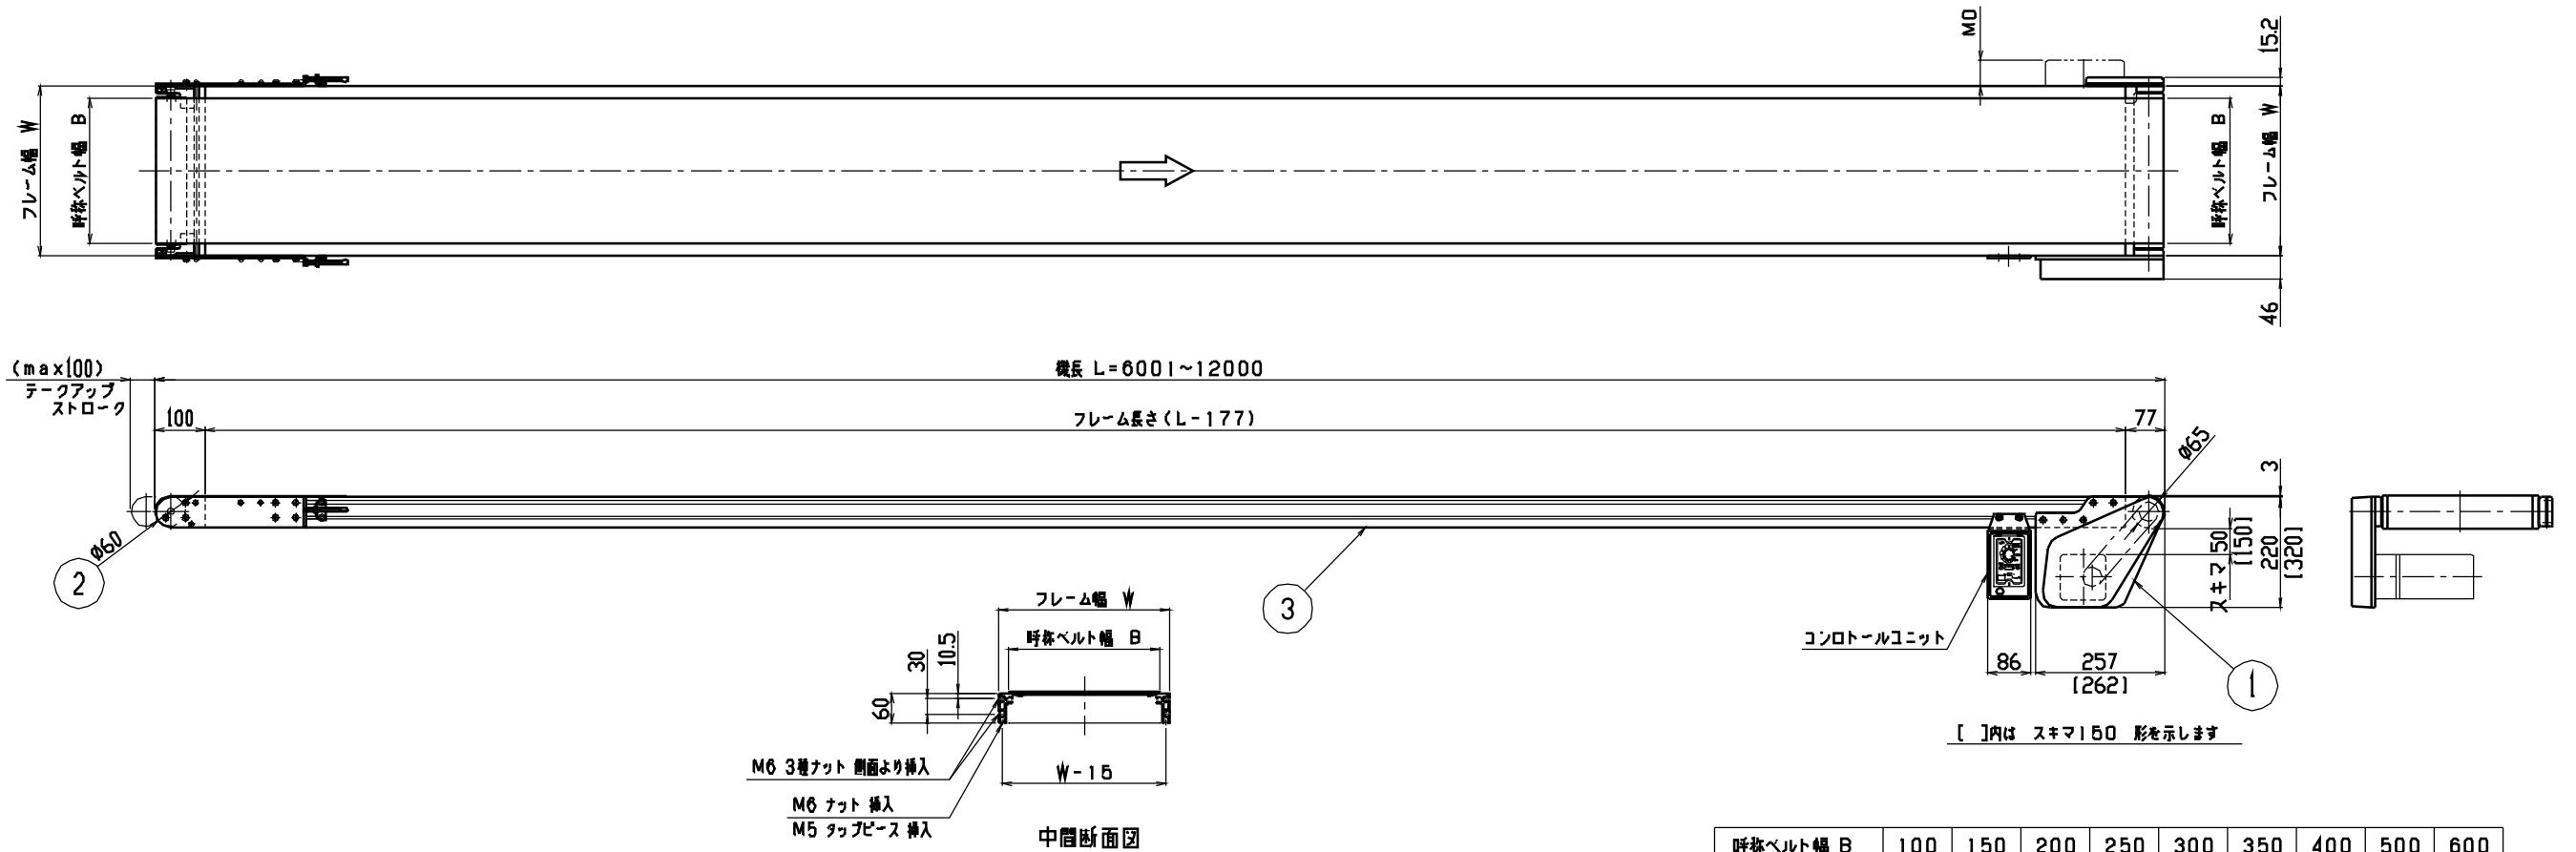 MO
15.2
フレーム幅 W
呼称ベルト幅 B
呼称ベルト幅 B
フレーム幅 W
46
(max100)
テークアップ
ストローク
機長 L=6001~12000
100
フレーム長さ(L-177)
77
ø65
3
ø60
2
3
スキマ50
[150]
220
[320]
コンロトールユニット
86
257
[262]
1
[ ]内は スキマ150 形を示します
フレーム幅 W
呼称ベルト幅 B
10.5
30
60
M6 3種ナット 側面より挿入
W-15
M6 ナット 挿入
M5 タップピース 挿入
中間断面図
呼称ベルト幅 B 100 150 200 250 300 350 400 500 600